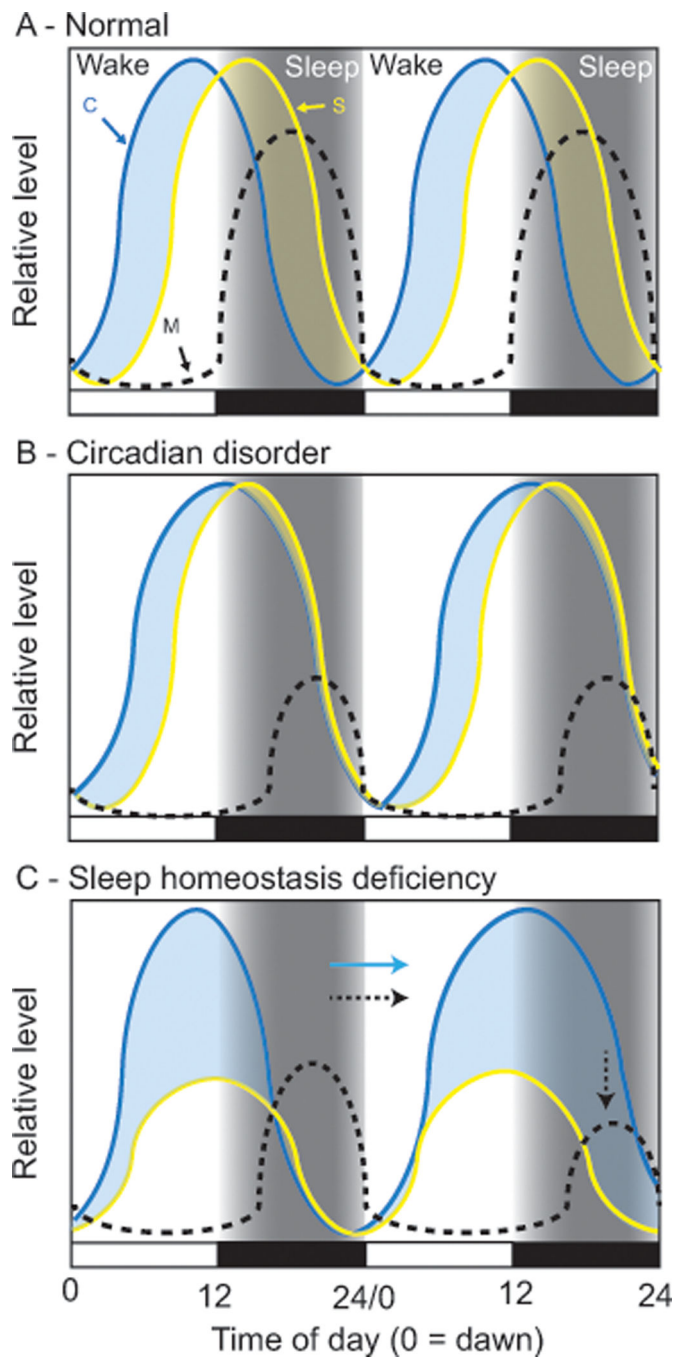 A - Normal
Wake Sleep Wake Sleep
C S
M
Relative level
B - Circadian disorder
Relative level
C - Sleep homeostasis deficiency
Relative level
0 12 24/0 12 24
Time of day (0 = dawn)